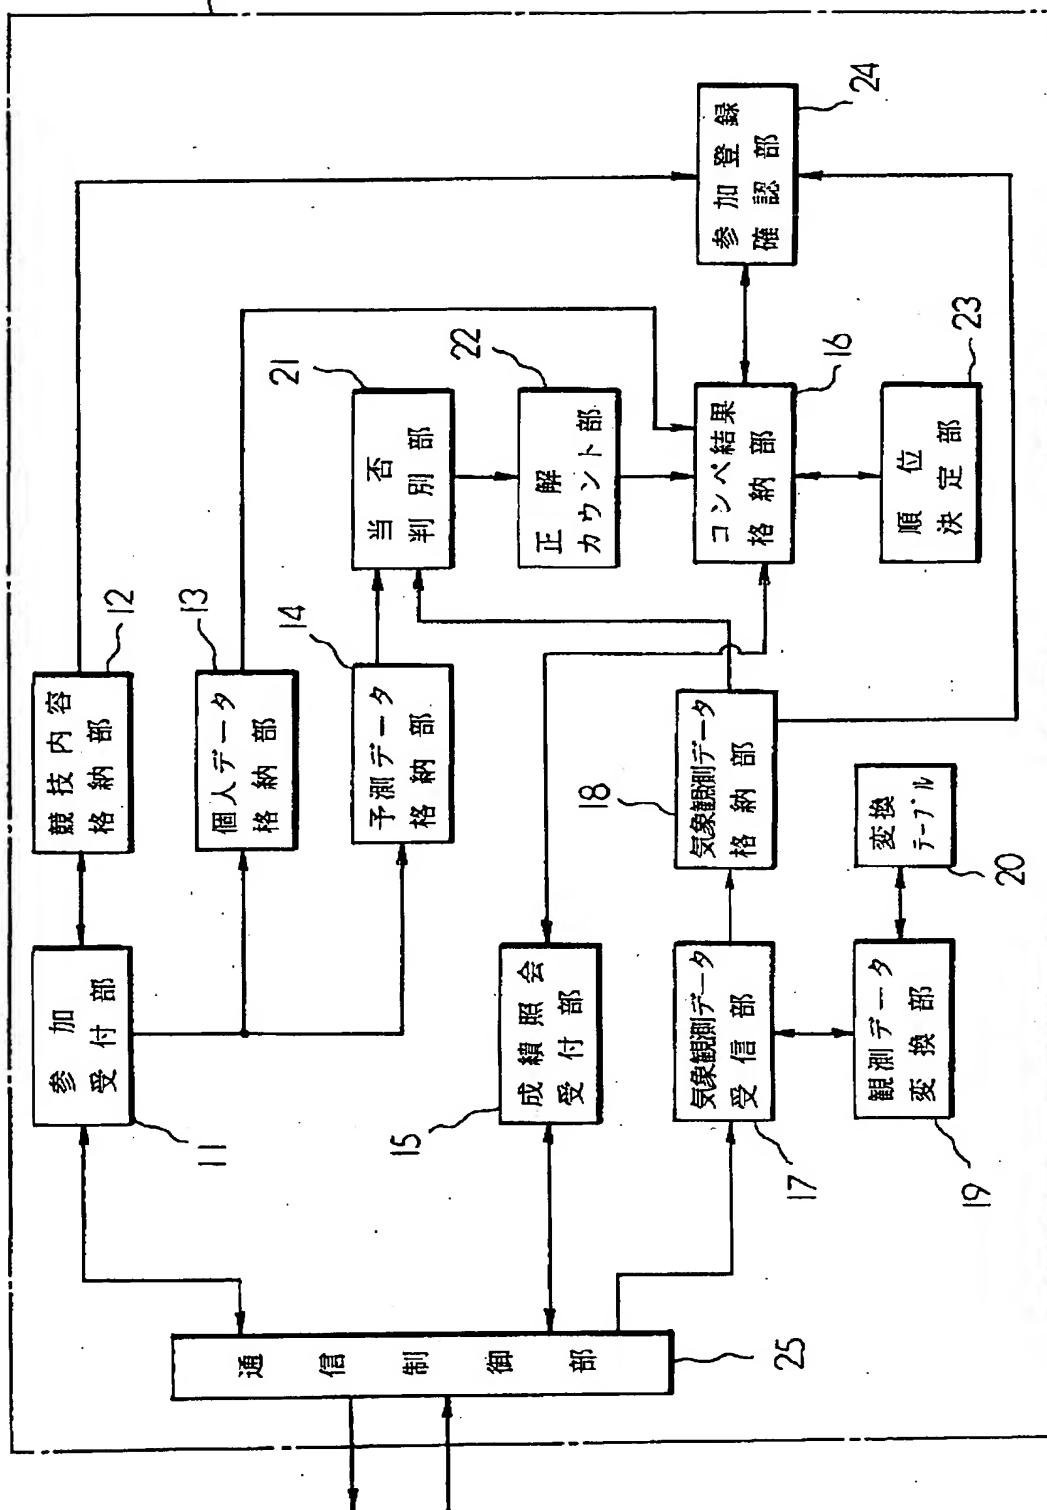 参加
受付部
11
競技内容
格納部
12
個人データ
格納部
13
予測データ
格納部
14
当否
判別部
21
正解
カウント部
22
参加登録
確認部
24
コンペ結果
格納部
16
順位
決定部
23
成績照会
受付部
15
気象観測データ
受信部
17
気象観測データ
格納部
18
観測データ
変換部
19
変換
テーブル
20
通信制御部
25